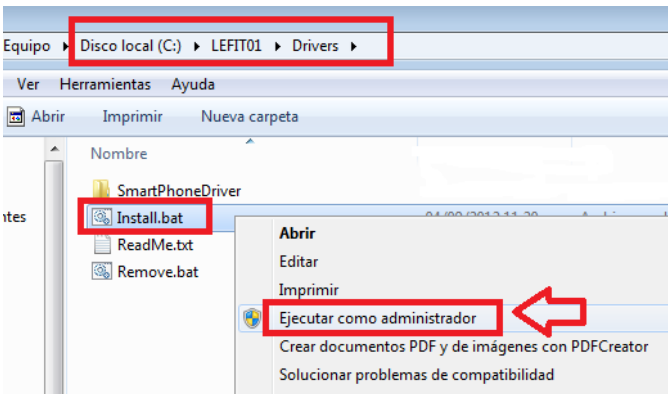 Equipo ▸ Disco local (C:) ▸ LEFIT01 ▸ Drivers ▸
Ver Herramientas Ayuda
Abrir Imprimir Nueva carpeta
Nombre
SmartPhoneDriver
Install.bat
ReadMe.txt
Remove.bat
Abrir
Editar
Imprimir
Ejecutar como administrador
Crear documentos PDF y de imágenes con PDFCreator
Solucionar problemas de compatibilidad